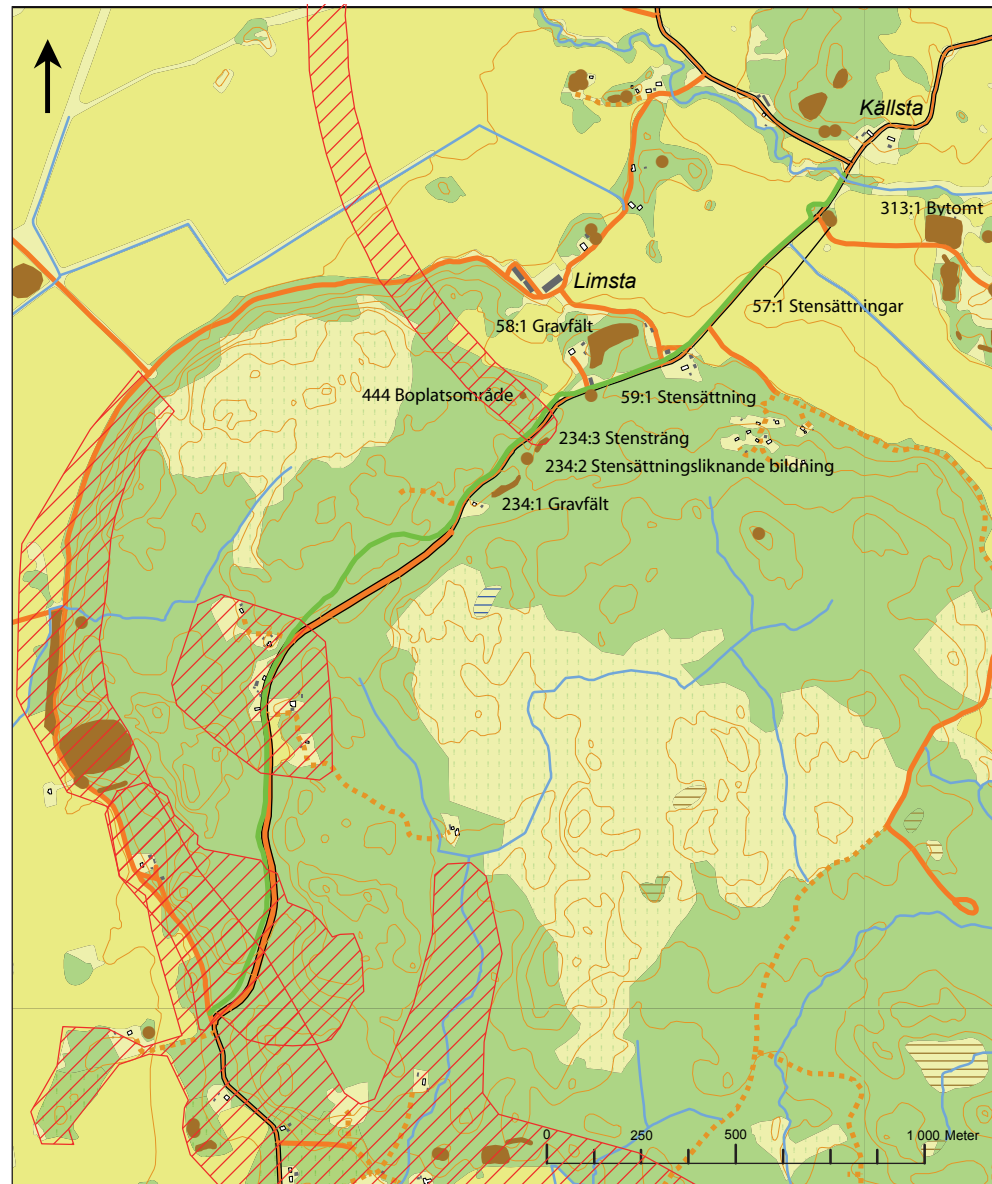 Källsta
313:1 Bytomt
Limsta
57:1 Stensättningar
58:1 Gravfält
444 Boplatsområde
59:1 Stensättning
234:3 Stensträng
234:2 Stensättningsliknande bildning
234:1 Gravfält
0 250 500 1 000 Meter